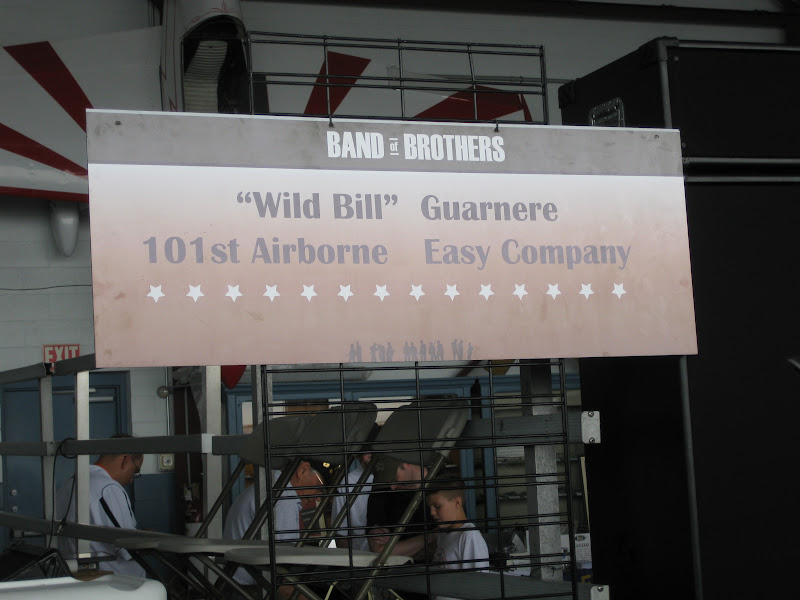 BAND of BROTHERS
“Wild Bill” Guarnere
101st Airborne Easy Company
EXIT